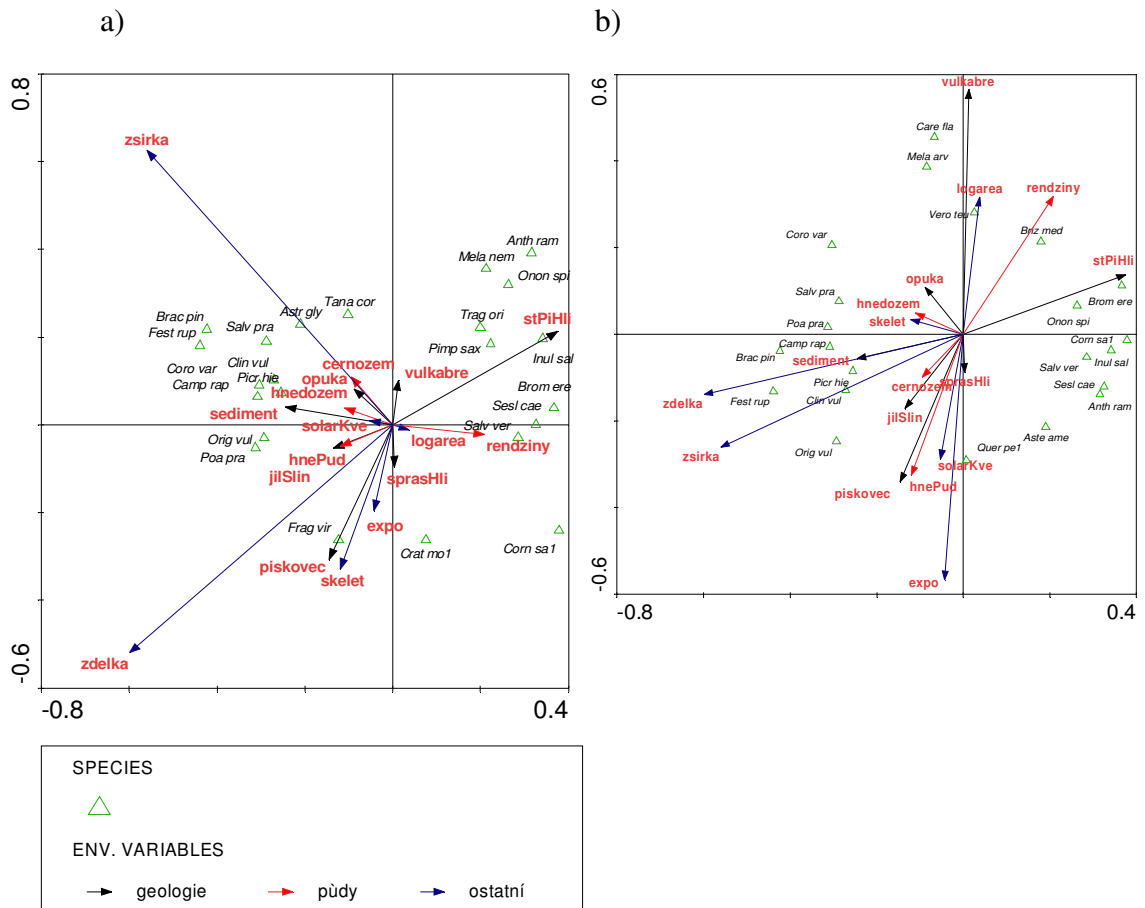 a)
b)
0.8
zsirka
Anth ram
Mela nem
Onon spi
Tana cor
Astr gly
Brac pin
Fest rup
Salv pra
Trag ori
stPiHli
Pimp sax
Inul sal
Clin vul
cernozem
Coro var
Picr hie
opuka
vulkabre
Camp rap
hnedozem
Brom ere
sediment
Sesl cae
solarKve
Salv ver
Orig vul
logarea
rendziny
Poa pra
hnePud
jilSlin
sprasHli
Frag vir
expo
Crat mo1
Corn sa1
piskovec
skelet
zdelka
-0.6
-0.8
0.4
0.6
vulkabre
Care fla
Mela arv
logarea
rendziny
Vero teu
Coro var
Briz med
stPiHli
opuka
Salv pra
Brom ere
hnedozem
Onon spi
Poa pra
skelet
Camp rap
Corn sa1
Brac pin
sediment
Inul sal
Picr hie
cernozem
sprasHli
Salv ver
Sesl cae
zdelka
Fest rup
Clin vul
Anth ram
jilSlin
Aste ame
zsirka
Orig vul
Quer pe1
solarKve
piskovec
hnePud
expo
-0.6
-0.8
0.4
SPECIES
ENV. VARIABLES
geologie
pùdy
ostatní